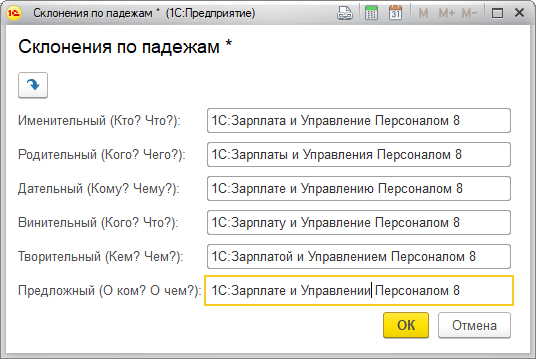 1С Склонения по падежам * (1С:Предприятие) 31 M M+ M-
Склонения по падежам *
Именительный (Кто? Что?): 1С:Зарплата и Управление Персоналом 8
Родительный (Кого? Чего?): 1С:Зарплаты и Управления Персоналом 8
Дательный (Кому? Чему?): 1С:Зарплате и Управлению Персоналом 8
Винительный (Кого? Что?): 1С:Зарплату и Управление Персоналом 8
Творительный (Кем? Чем?): 1С:Зарплатой и Управлением Персоналом 8
Предложный (О ком? О чем?): 1С:Зарплате и Управлении Персоналом 8
ОК Отмена